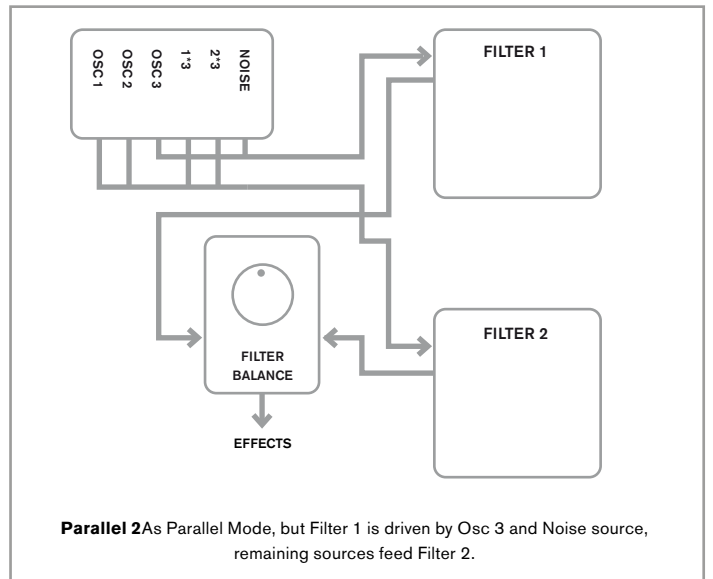 OSC 1
OSC 2
OSC 3
1*3
2*3
NOISE
FILTER 1
FILTER 2
FILTER
BALANCE
EFFECTS
Parallel 2As Parallel Mode, but Filter 1 is driven by Osc 3 and Noise source,
remaining sources feed Filter 2.